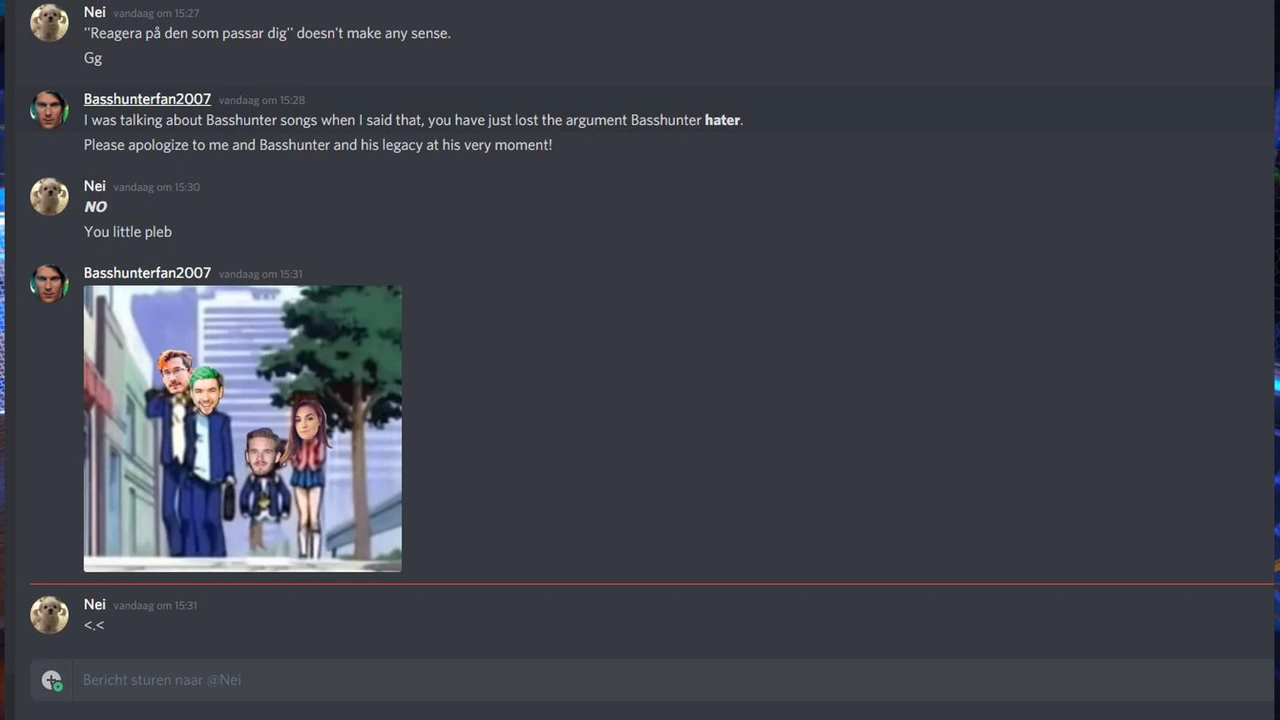 Nei vandaag om 15:27
"Reagera på den som passar dig" doesn't make any sense.
Gg
Basshunterfan2007 vandaag om 15:28
I was talking about Basshunter songs when I said that, you have just lost the argument Basshunter hater.
Please apologize to me and Basshunter and his legacy at his very moment!
Nei vandaag om 15:30
NO
You little pleb
Basshunterfan2007 vandaag om 15:31
Nei vandaag om 15:31
<.<
Bericht sturen naar @Nei